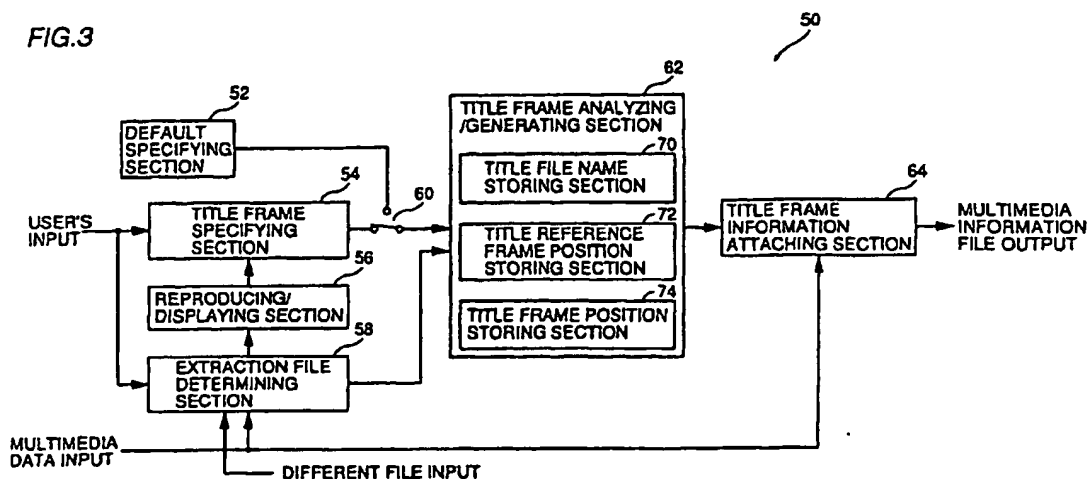 FIG.3
50
52
DEFAULT
SPECIFYING
SECTION
62
TITLE FRAME ANALYZING
/GENERATING SECTION
70
TITLE FILE NAME
STORING SECTION
54
USER'S
INPUT
TITLE FRAME
SPECIFYING
SECTION
60
72
TITLE REFERENCE
FRAME POSITION
STORING SECTION
64
TITLE FRAME
INFORMATION
ATTACHING SECTION
MULTIMEDIA
INFORMATION
FILE OUTPUT
56
REPRODUCING/
DISPLAYING SECTION
74
TITLE FRAME POSITION
STORING SECTION
58
EXTRACTION FILE
DETERMINING
SECTION
MULTIMEDIA
DATA INPUT
DIFFERENT FILE INPUT